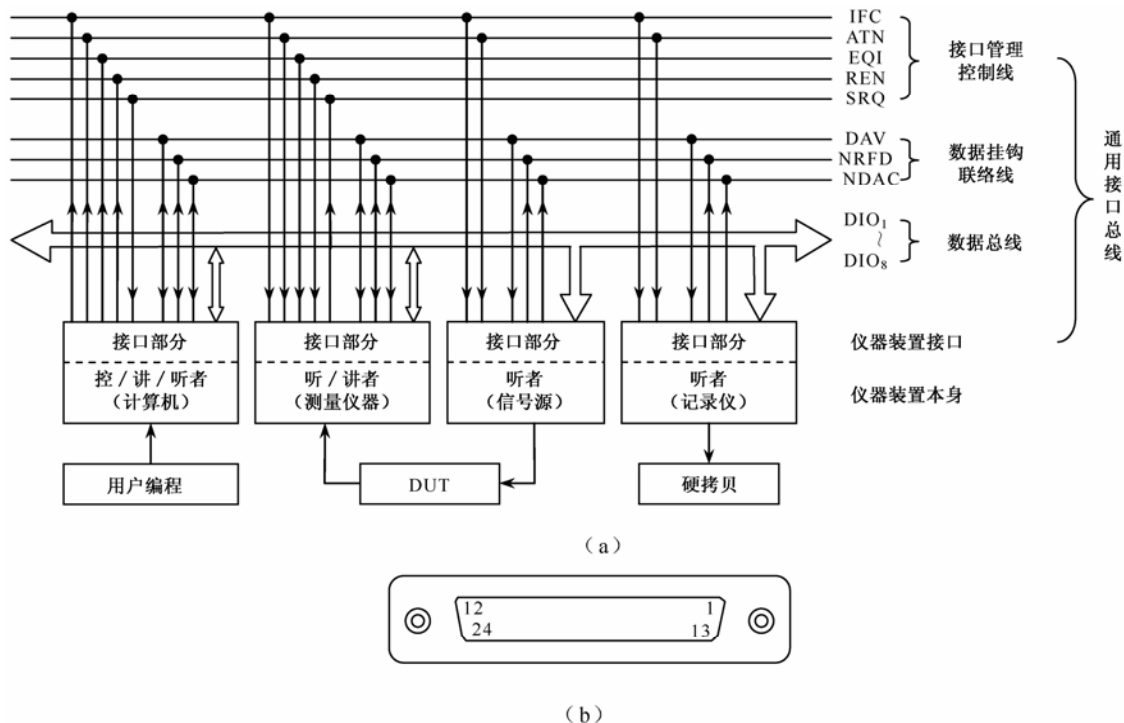 IFC
ATN
EQI
REN
SRQ
接口管理
控制线
DAV
NRFD
NDAC
数据挂钩
联络线
DIO₁
~
DIO₈
数据总线
通用接口总线
接口部分
控/讲/听者
(计算机)
接口部分
听/讲者
(测量仪器)
接口部分
听者
(信号源)
接口部分
听者
(记录仪)
仪器装置接口
仪器装置本身
用户编程
DUT
硬拷贝
(a)
12 1
24 13
(b)